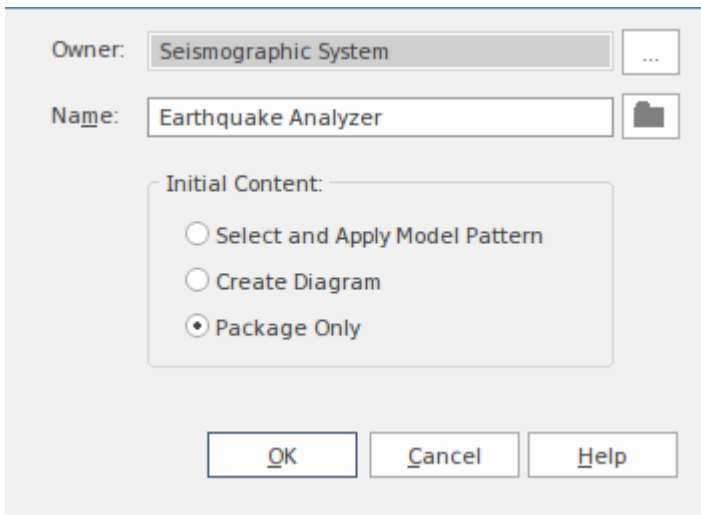 Owner: Seismographic System ...
Name: Earthquake Analyzer
Initial Content:
Select and Apply Model Pattern
Create Diagram
Package Only
OK Cancel Help